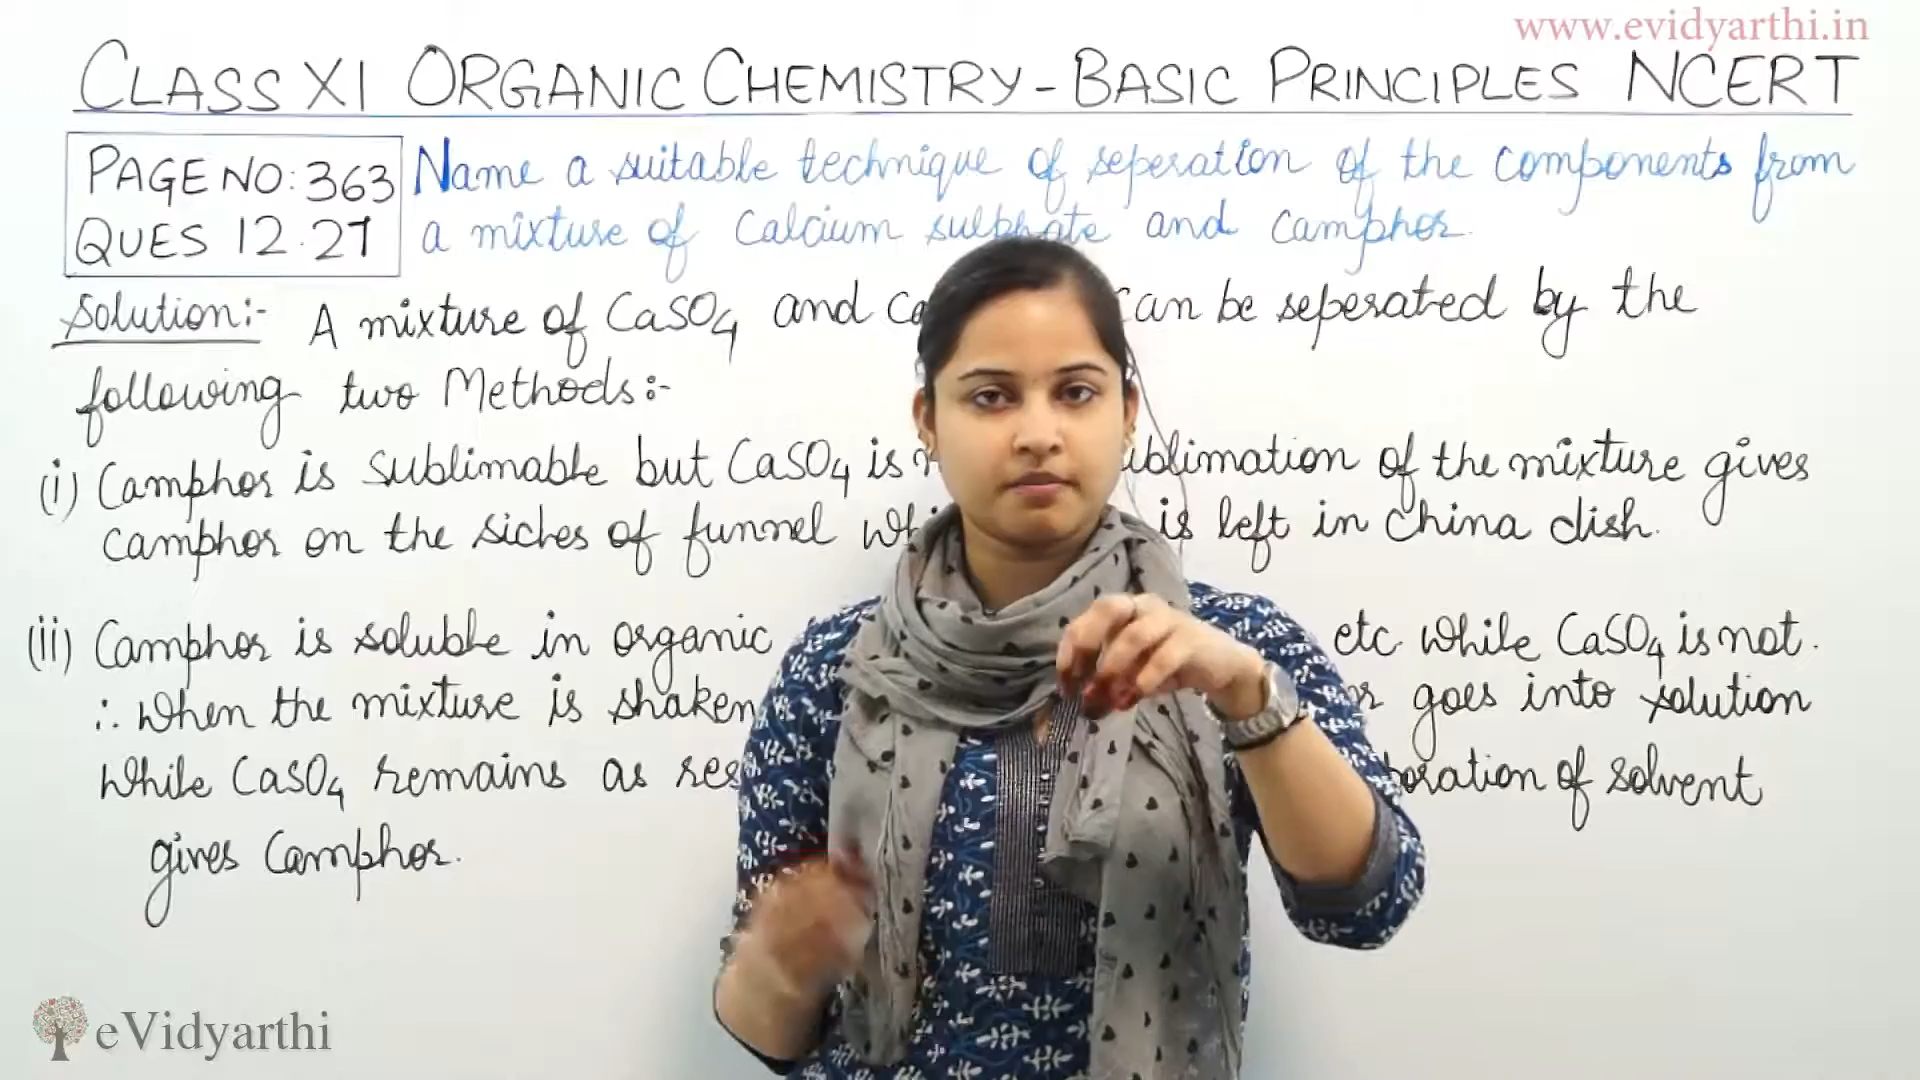 www.evidyarthi.in
CLASS XI ORGANIC CHEMISTRY - BASIC PRINCIPLES NCERT
PAGE NO: 363
QUES 12.27
Name a suitable technique of seperation of the components from
a mixture of Calcium sulphate and camphor.
Solution:- A mixture of CaSO4 and can be seperated by the
following two Methods:-
(i) Camphor is sublimable but CaSO4 is sublimation of the mixture gives
camphor on the sides of funnel is left in china dish.
(ii) Camphor is soluble in organic etc while CaSO4 is not.
∴ When the mixture is shaken goes into solution
while CaSO4 remains as of solvent
gives Camphor.
eVidyarthi